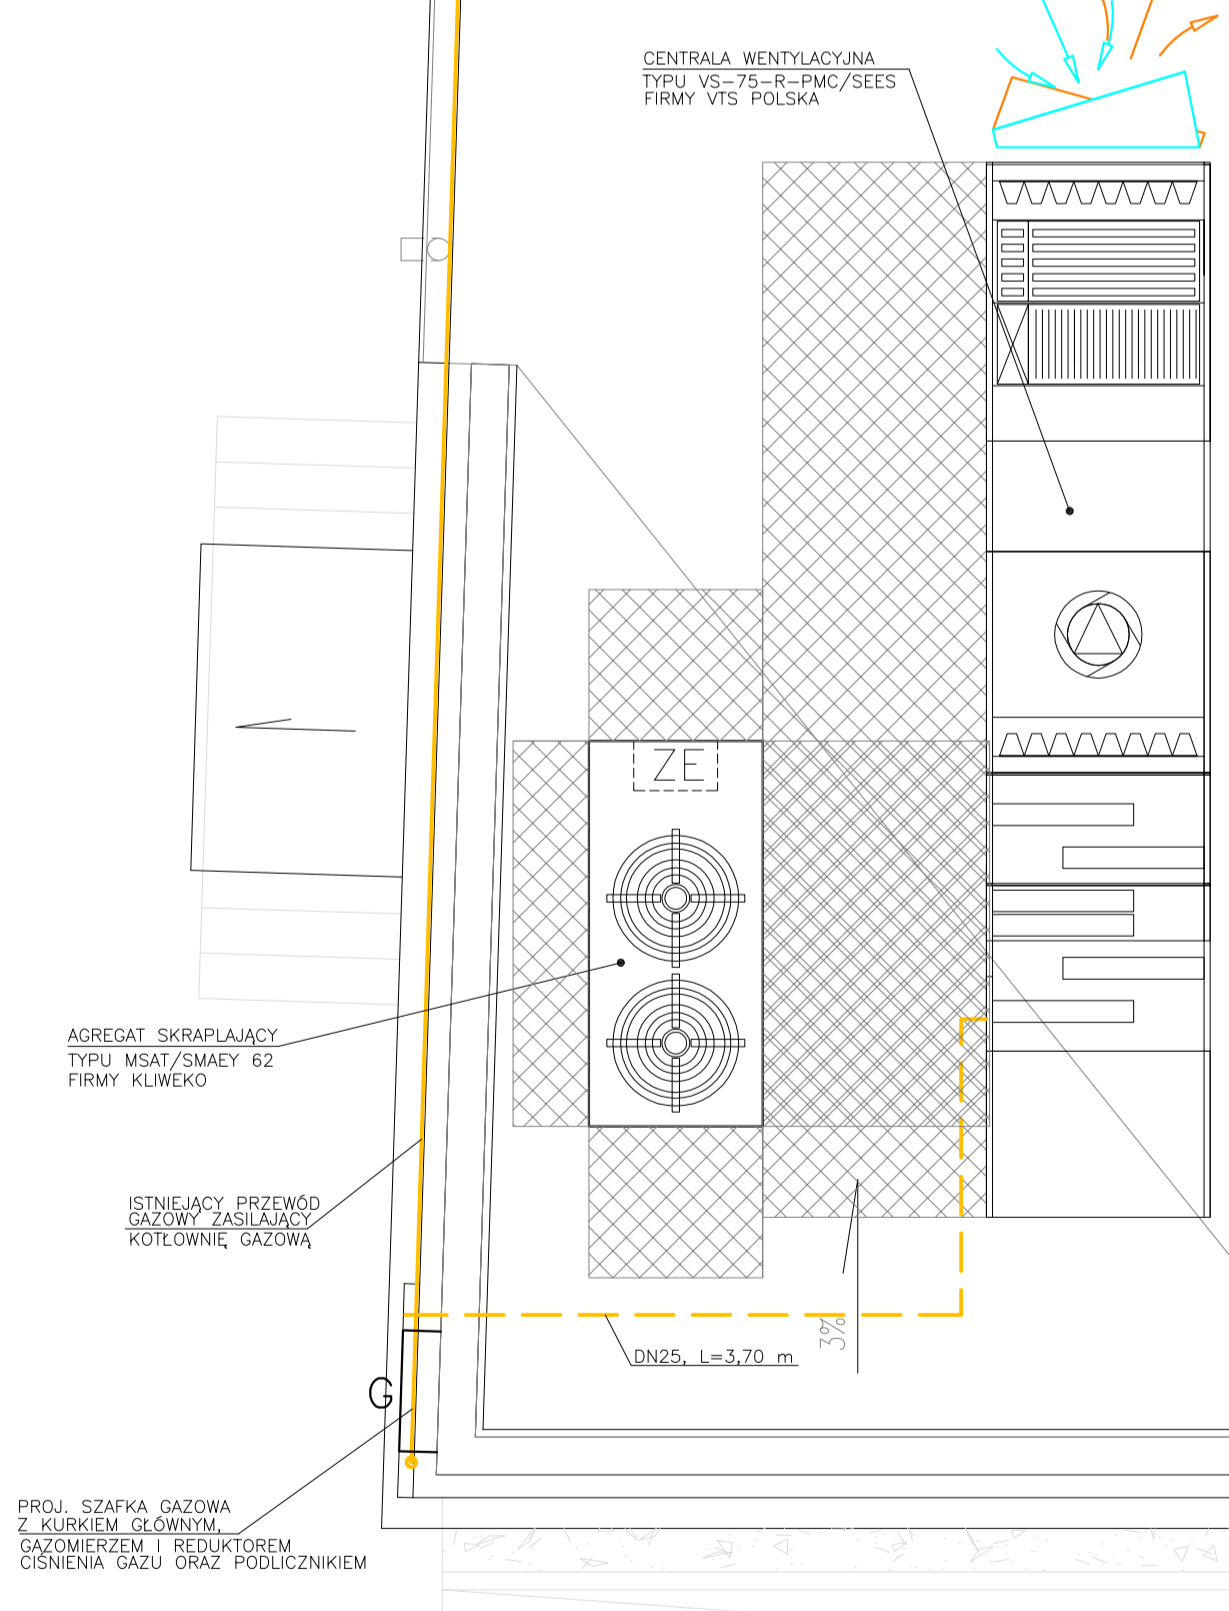 CENTRALA WENTYLACYJNA
TYPU VS-75-R-PMC/SEES
FIRMY VTS POLSKA
ZE
AGREGAT SKRAPLAJĄCY
TYPU MSAT/SMAEY 62
FIRMY KLIWEKO
ISTNIEJĄCY PRZEWÓD
GAZOWY ZASILAJĄCY
KOTŁOWNIĘ GAZOWĄ
3%
DN25, L=3,70 m
G
PROJ. SZAFKA GAZOWA
Z KURKIEM GŁÓWNYM,
GAZOMIERZEM I REDUKTOREM
CIŚNIENIA GAZU ORAZ PODLICZNIKIEM